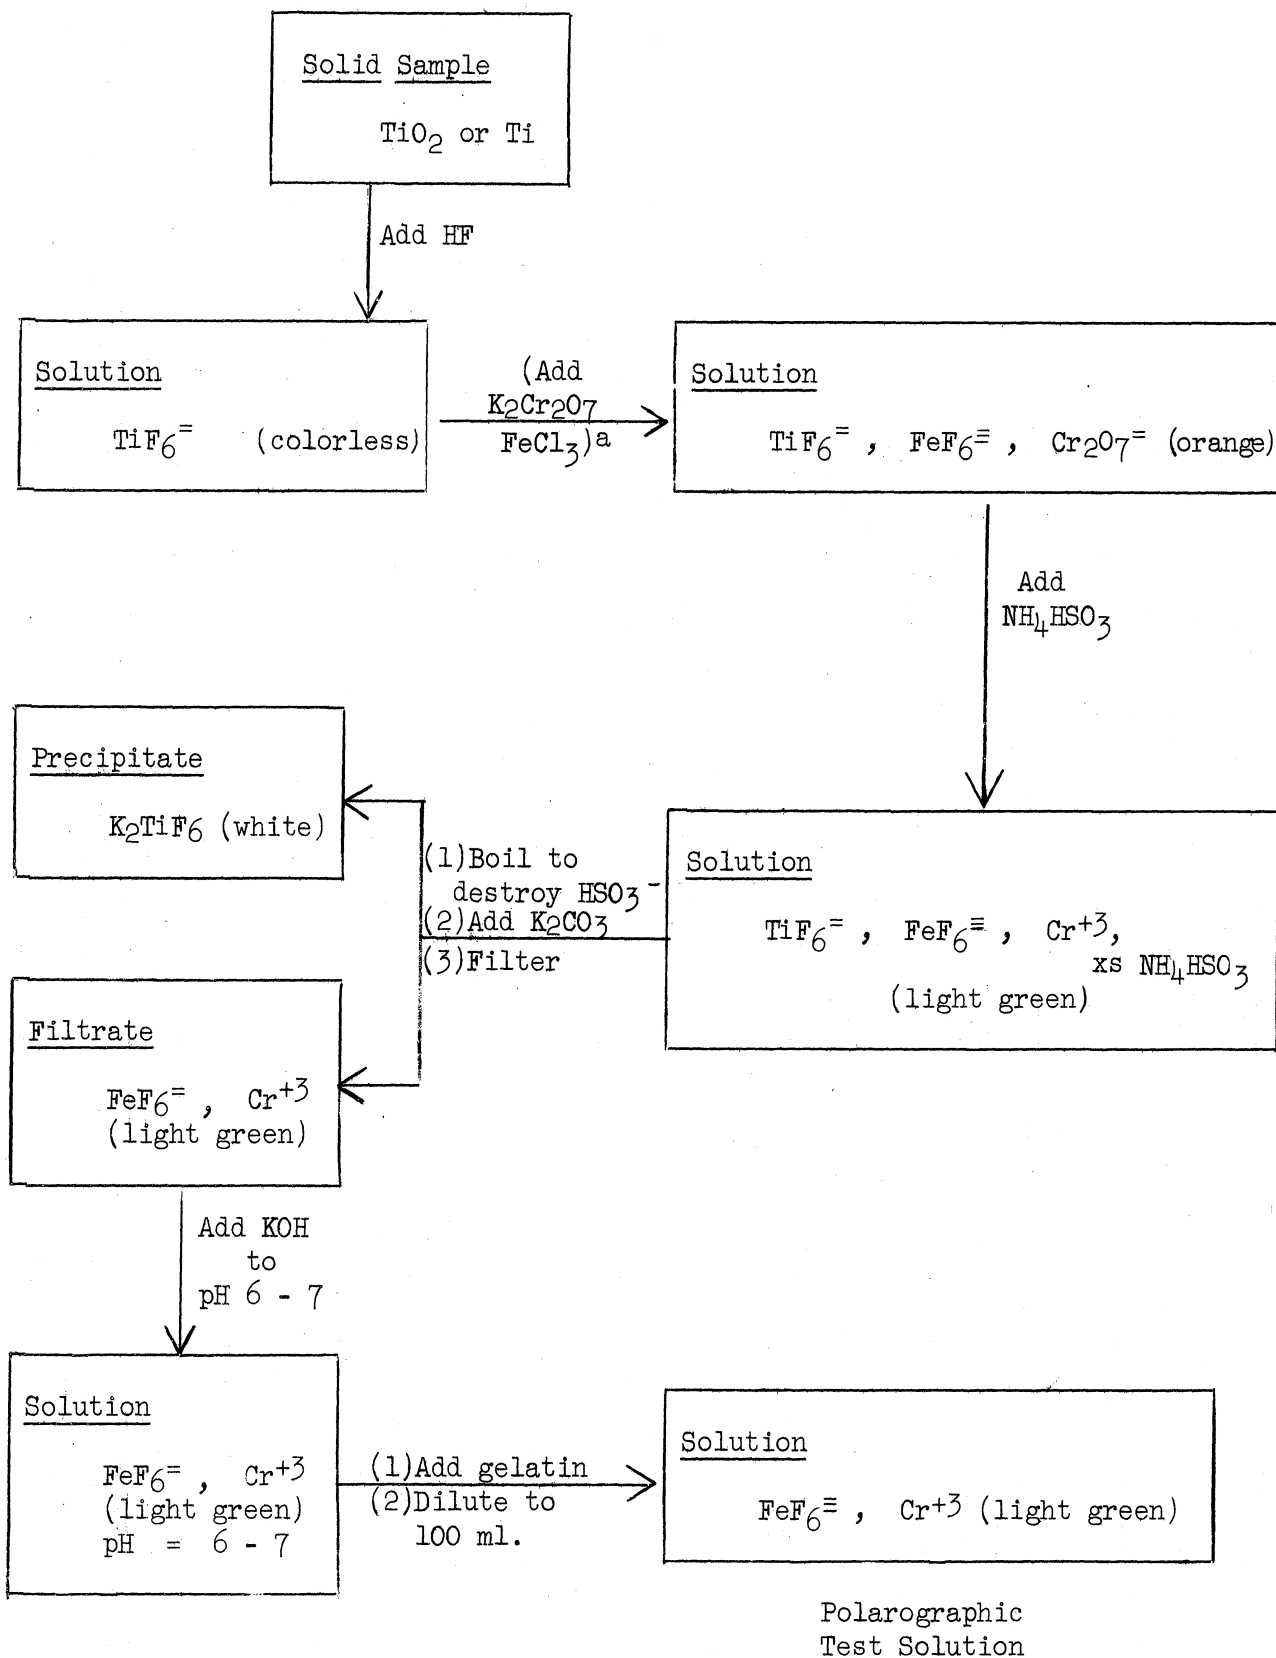 Solid Sample
TiO2 or Ti
Add HF
Solution
TiF6= (colorless)
(Add
K2Cr2O7
FeCl3)a
Solution
TiF6= , FeF6≡ , Cr2O7= (orange)
Add
NH4HSO3
Solution
TiF6= , FeF6≡ , Cr+3,
xs NH4HSO3
(light green)
(1)Boil to
destroy HSO3-
(2)Add K2CO3
(3)Filter
Precipitate
K2TiF6 (white)
Filtrate
FeF6= , Cr+3
(light green)
Add KOH
to
pH 6 - 7
Solution
FeF6= , Cr+3
(light green)
pH = 6 - 7
(1)Add gelatin
(2)Dilute to
100 ml.
Solution
FeF6≡ , Cr+3 (light green)
Polarographic
Test Solution